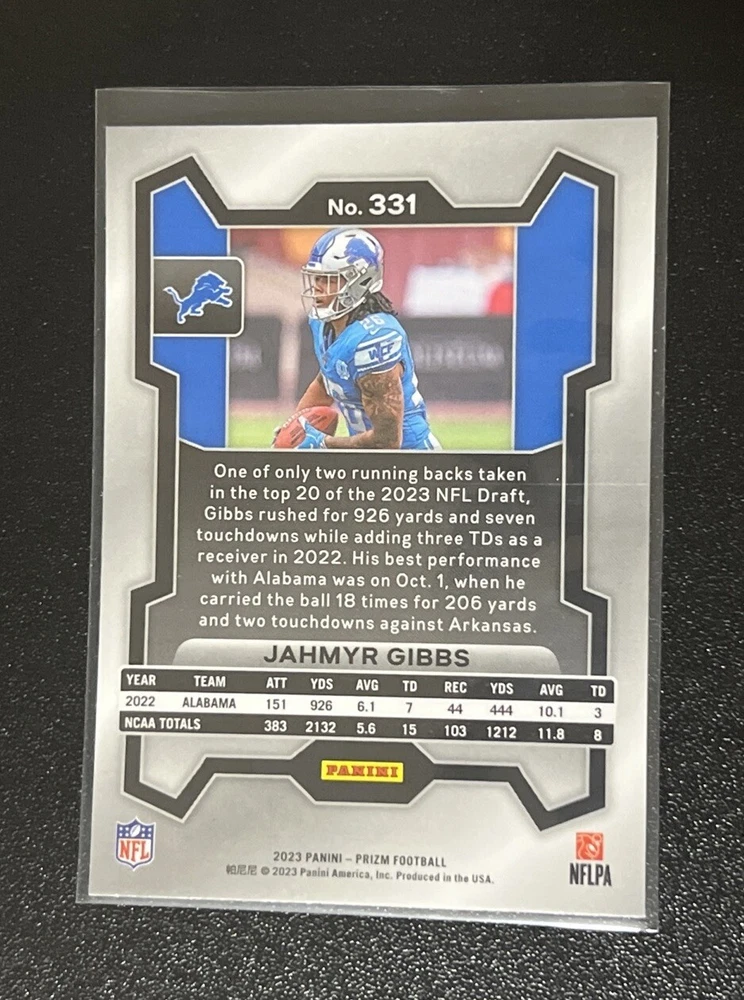 No. 331
26
WCF
One of only two running backs taken
in the top 20 of the 2023 NFL Draft,
Gibbs rushed for 926 yards and seven
touchdowns while adding three TDs as a
receiver in 2022. His best performance
with Alabama was on Oct. 1, when he
carried the ball 18 times for 206 yards
and two touchdowns against Arkansas.
JAHMYR GIBBS
YEAR TEAM ATT YDS AVG TD REC YDS AVG TD
2022 ALABAMA 151 926 6.1 7 44 444 10.1 3
NCAA TOTALS 383 2132 5.6 15 103 1212 11.8 8
PANINI
NFL
2023 PANINI – PRIZM FOOTBALL
帕尼尼 © 2023 Panini America, Inc. Produced in the USA.
NFLPA